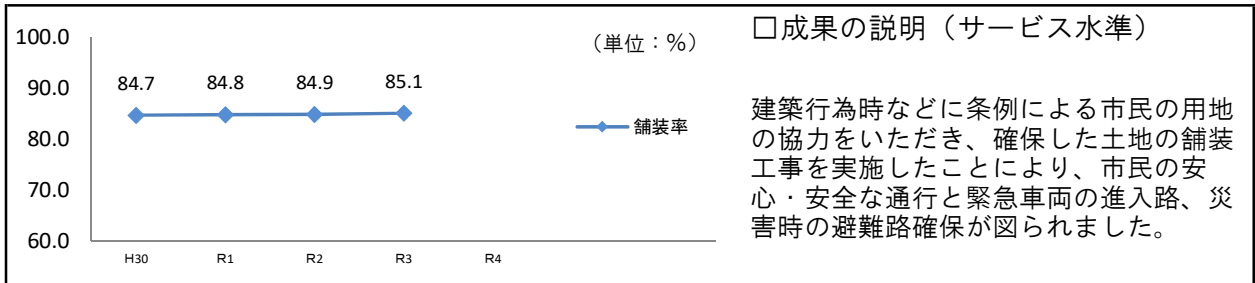 （単位：％）
100.0
90.0
80.0
70.0
60.0
84.7
84.8
84.9
85.1
舗装率
H30
R1
R2
R3
R4
□成果の説明（サービス水準）
建築行為時などに条例による市民の用地
の協力をいただき、確保した土地の舗装
工事を実施したことにより、市民の安
心・安全な通行と緊急車両の進入路、災
害時の避難路確保が図られました。